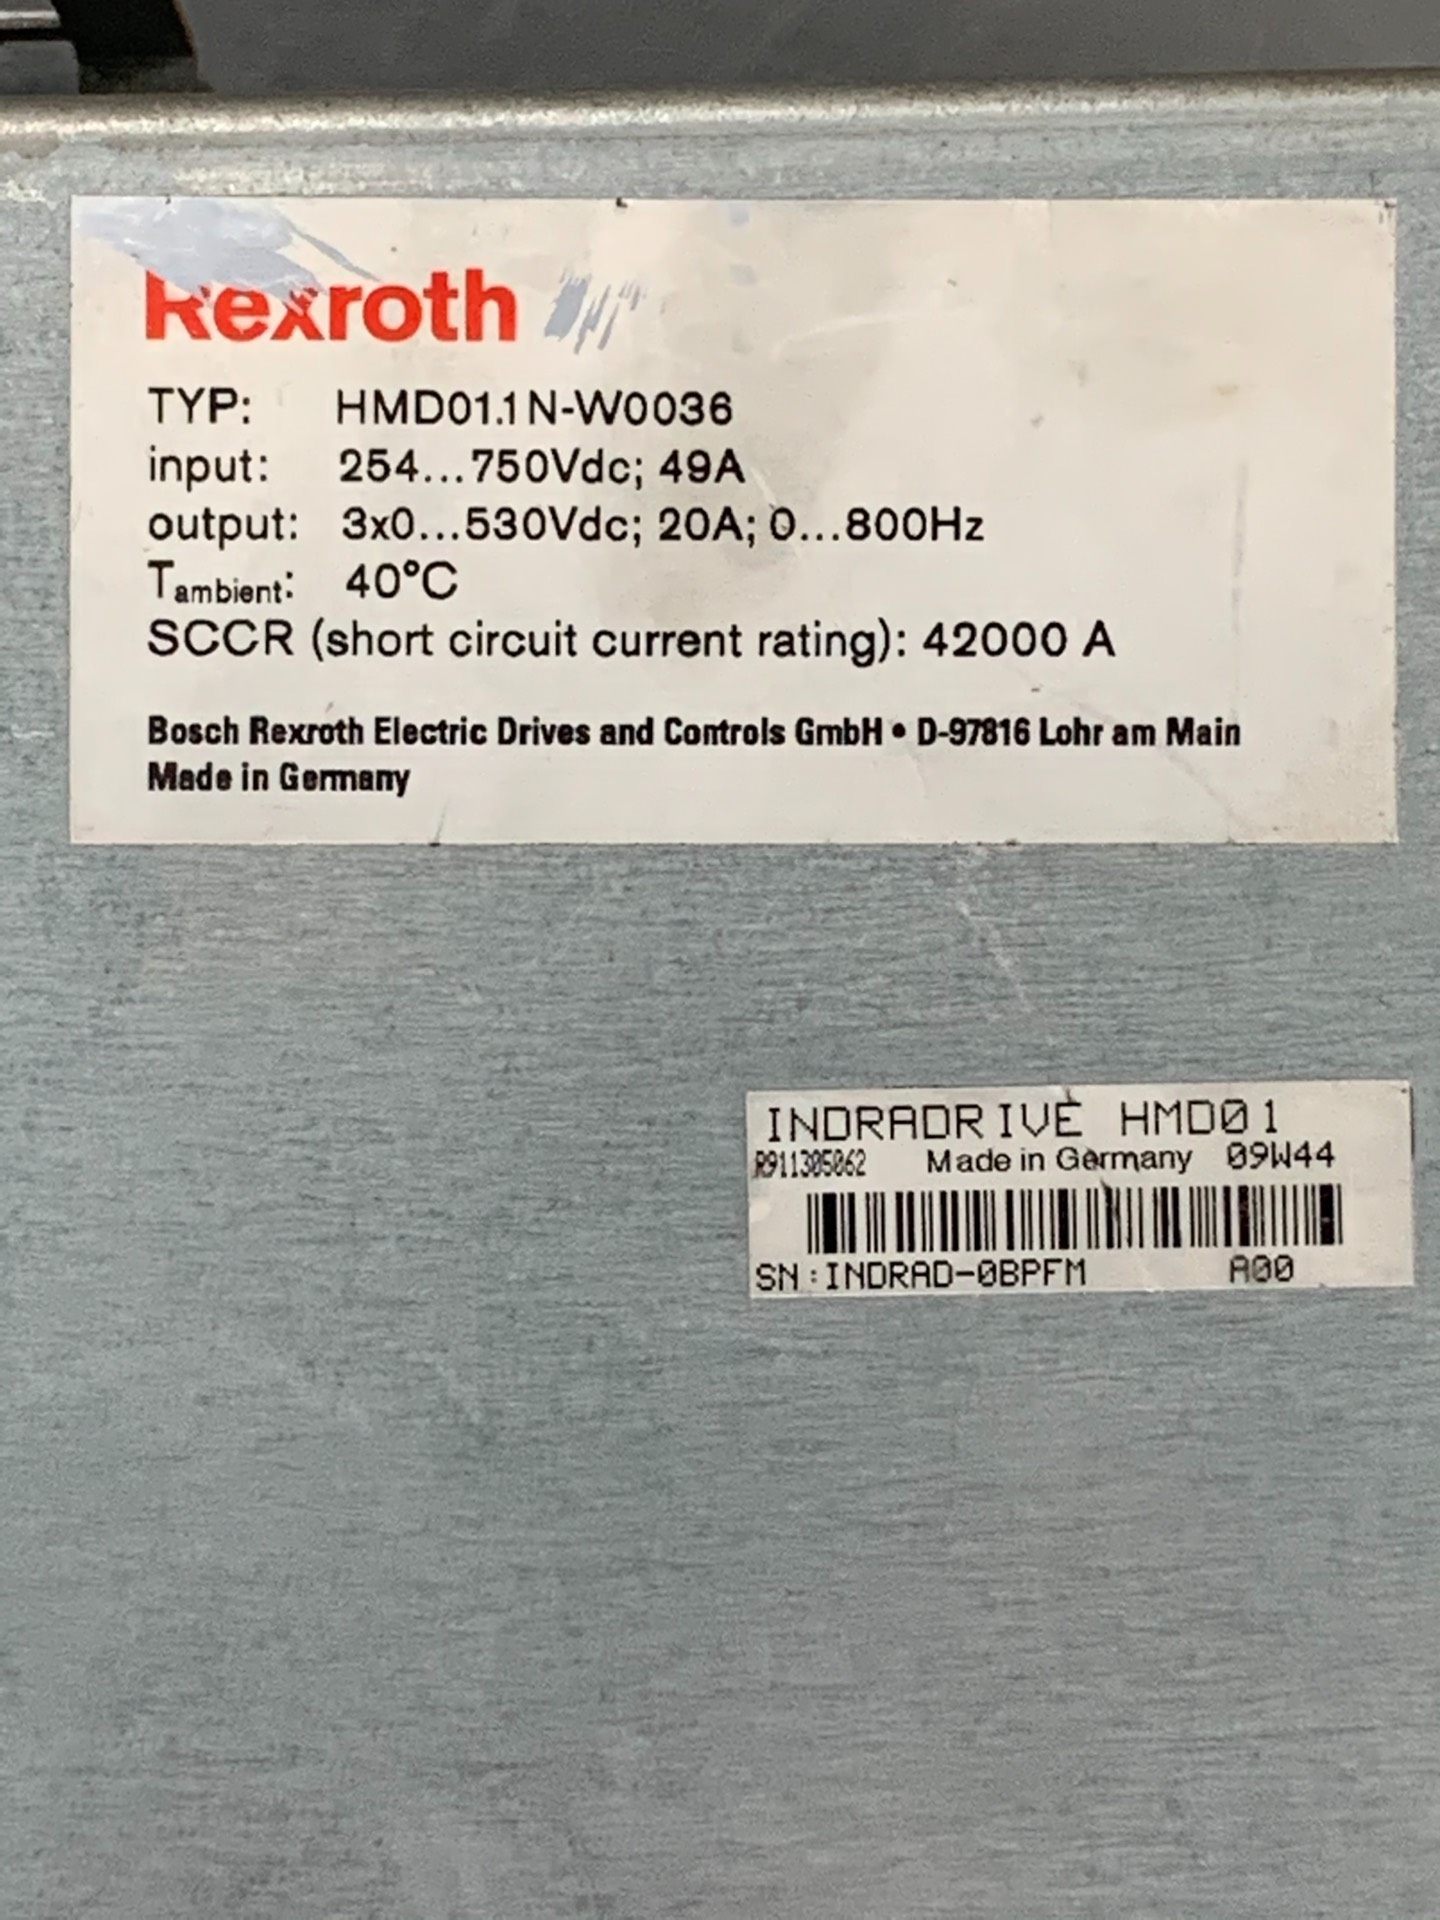 Rexroth
TYP: HMD01.1N-W0036
input: 254...750Vdc; 49A
output: 3x0...530Vdc; 20A; 0...800Hz
Tambient: 40°C
SCCR (short circuit current rating): 42000 A
Bosch Rexroth Electric Drives and Controls GmbH • D-97816 Lohr am Main
Made in Germany
INDRADRIVE HMD01
R911305062 Made in Germany 09W44
SN:INDRAD-0BPFM A00